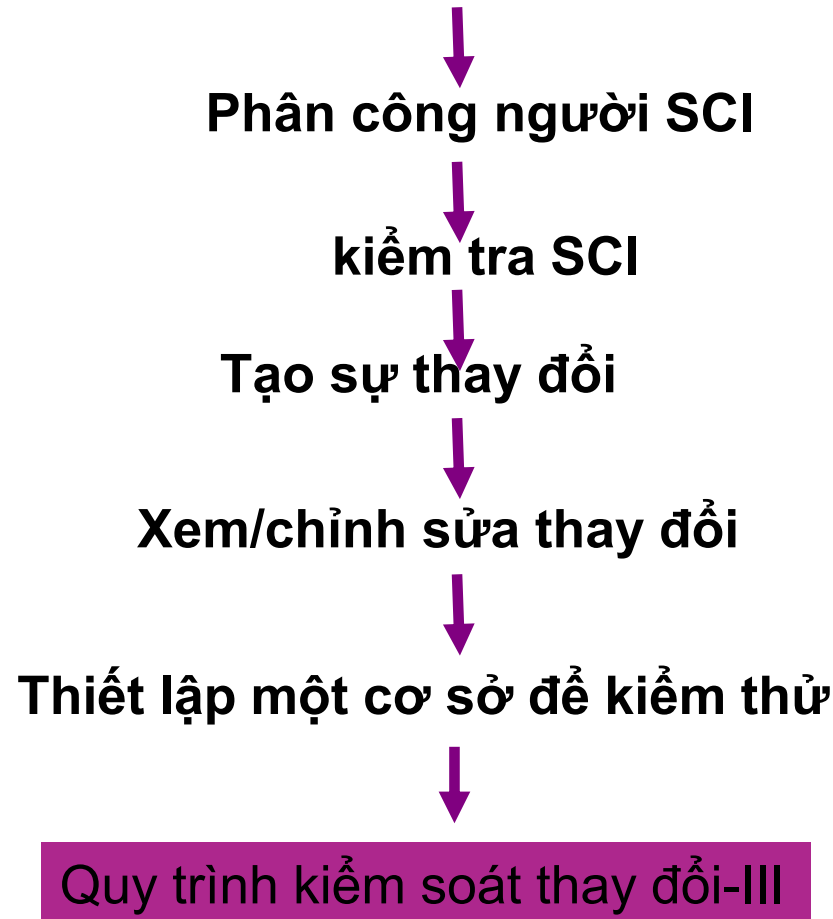 Phân công người SCI
kiểm tra SCI
Tạo sự thay đổi
Xem/chỉnh sửa thay đổi
Thiết lập một cơ sở để kiểm thử
Quy trình kiểm soát thay đổi-III